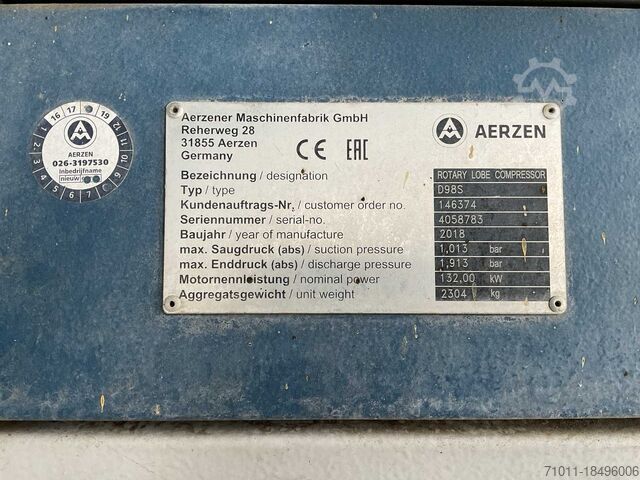 16 17 19
1 2 3 4 5 6 7 8 9 10 11 12
AERZEN
026-3197530
Inbedrijfname
nieuw
Aerzener Maschinenfabrik GmbH
Reherweg 28
31855 Aerzen
Germany
CE EAC
AERZEN
Bezeichnung / designation ROTARY LOBE COMPRESSOR
Typ / type D98S
Kundenauftrags-Nr. / customer order no. 146374
Seriennummer / serial-no. 4058783
Baujahr / year of manufacture 2018
max. Saugdruck (abs) / suction pressure 1,013 bar
max. Enddruck (abs) / discharge pressure 1,913 bar
Motornennleistung / nominal power 132,00 kW
Aggregatsgewicht / unit weight 2304 kg
71011-18496006